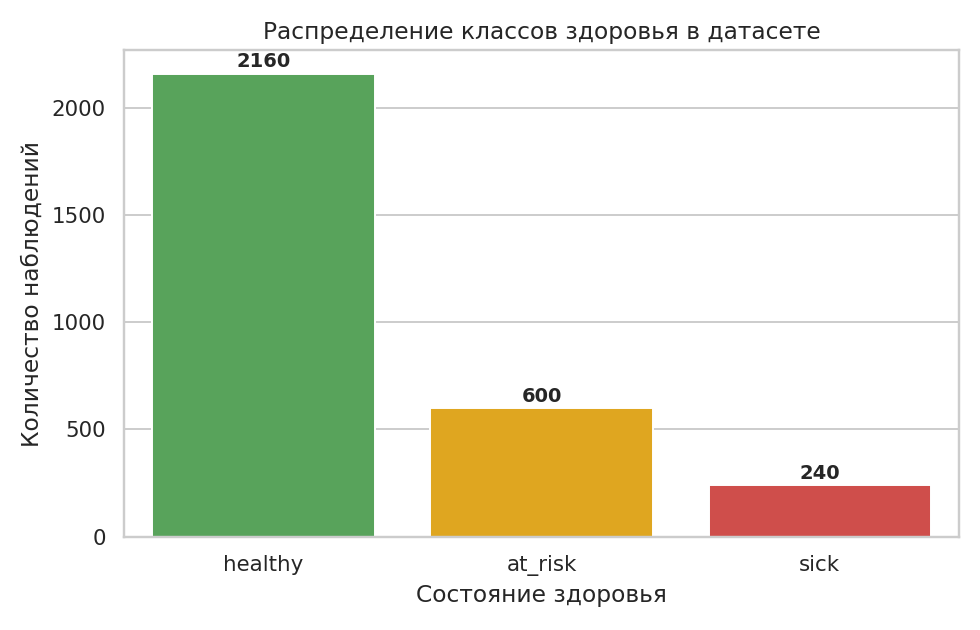 Распределение классов здоровья в датасете
Количество наблюдений
2000
1500
1000
500
0
2160
600
240
healthy
at_risk
sick
Состояние здоровья